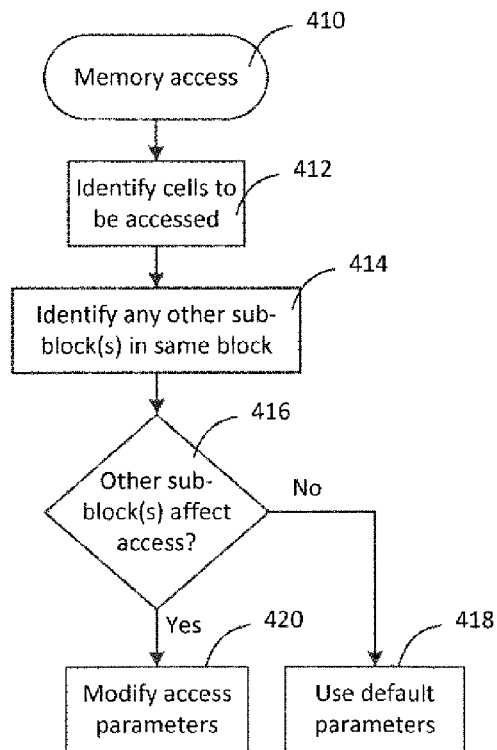 410
Memory access
412
Identify cells to
be accessed
414
Identify any other sub-
block(s) in same block
416
Other sub-
block(s) affect
access?
No
Yes
420
418
Modify access
parameters
Use default
parameters